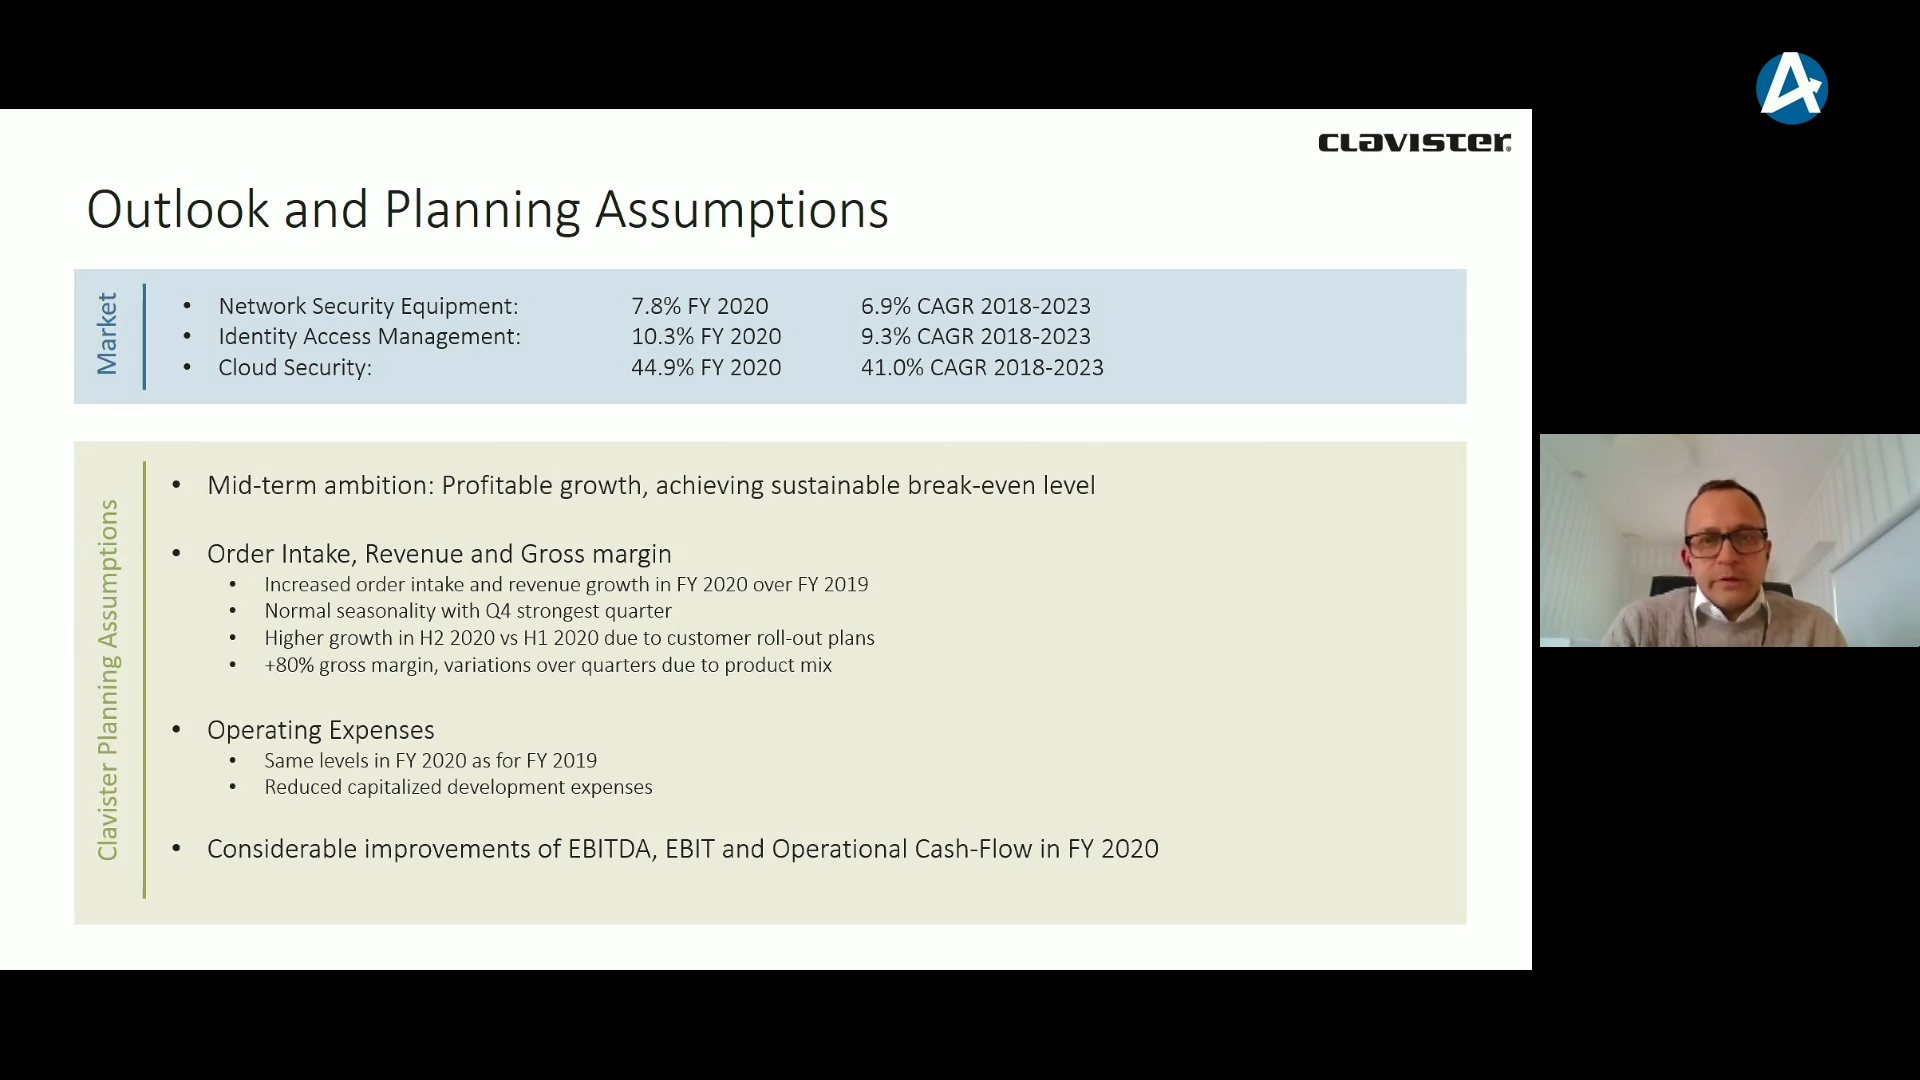 CLAVISTER
Outlook and Planning Assumptions
Market
• Network Security Equipment: 7.8% FY 2020 6.9% CAGR 2018-2023
• Identity Access Management: 10.3% FY 2020 9.3% CAGR 2018-2023
• Cloud Security: 44.9% FY 2020 41.0% CAGR 2018-2023
Clavister Planning Assumptions
• Mid-term ambition: Profitable growth, achieving sustainable break-even level
• Order Intake, Revenue and Gross margin
• Increased order intake and revenue growth in FY 2020 over FY 2019
• Normal seasonality with Q4 strongest quarter
• Higher growth in H2 2020 vs H1 2020 due to customer roll-out plans
• +80% gross margin, variations over quarters due to product mix
• Operating Expenses
• Same levels in FY 2020 as for FY 2019
• Reduced capitalized development expenses
• Considerable improvements of EBITDA, EBIT and Operational Cash-Flow in FY 2020